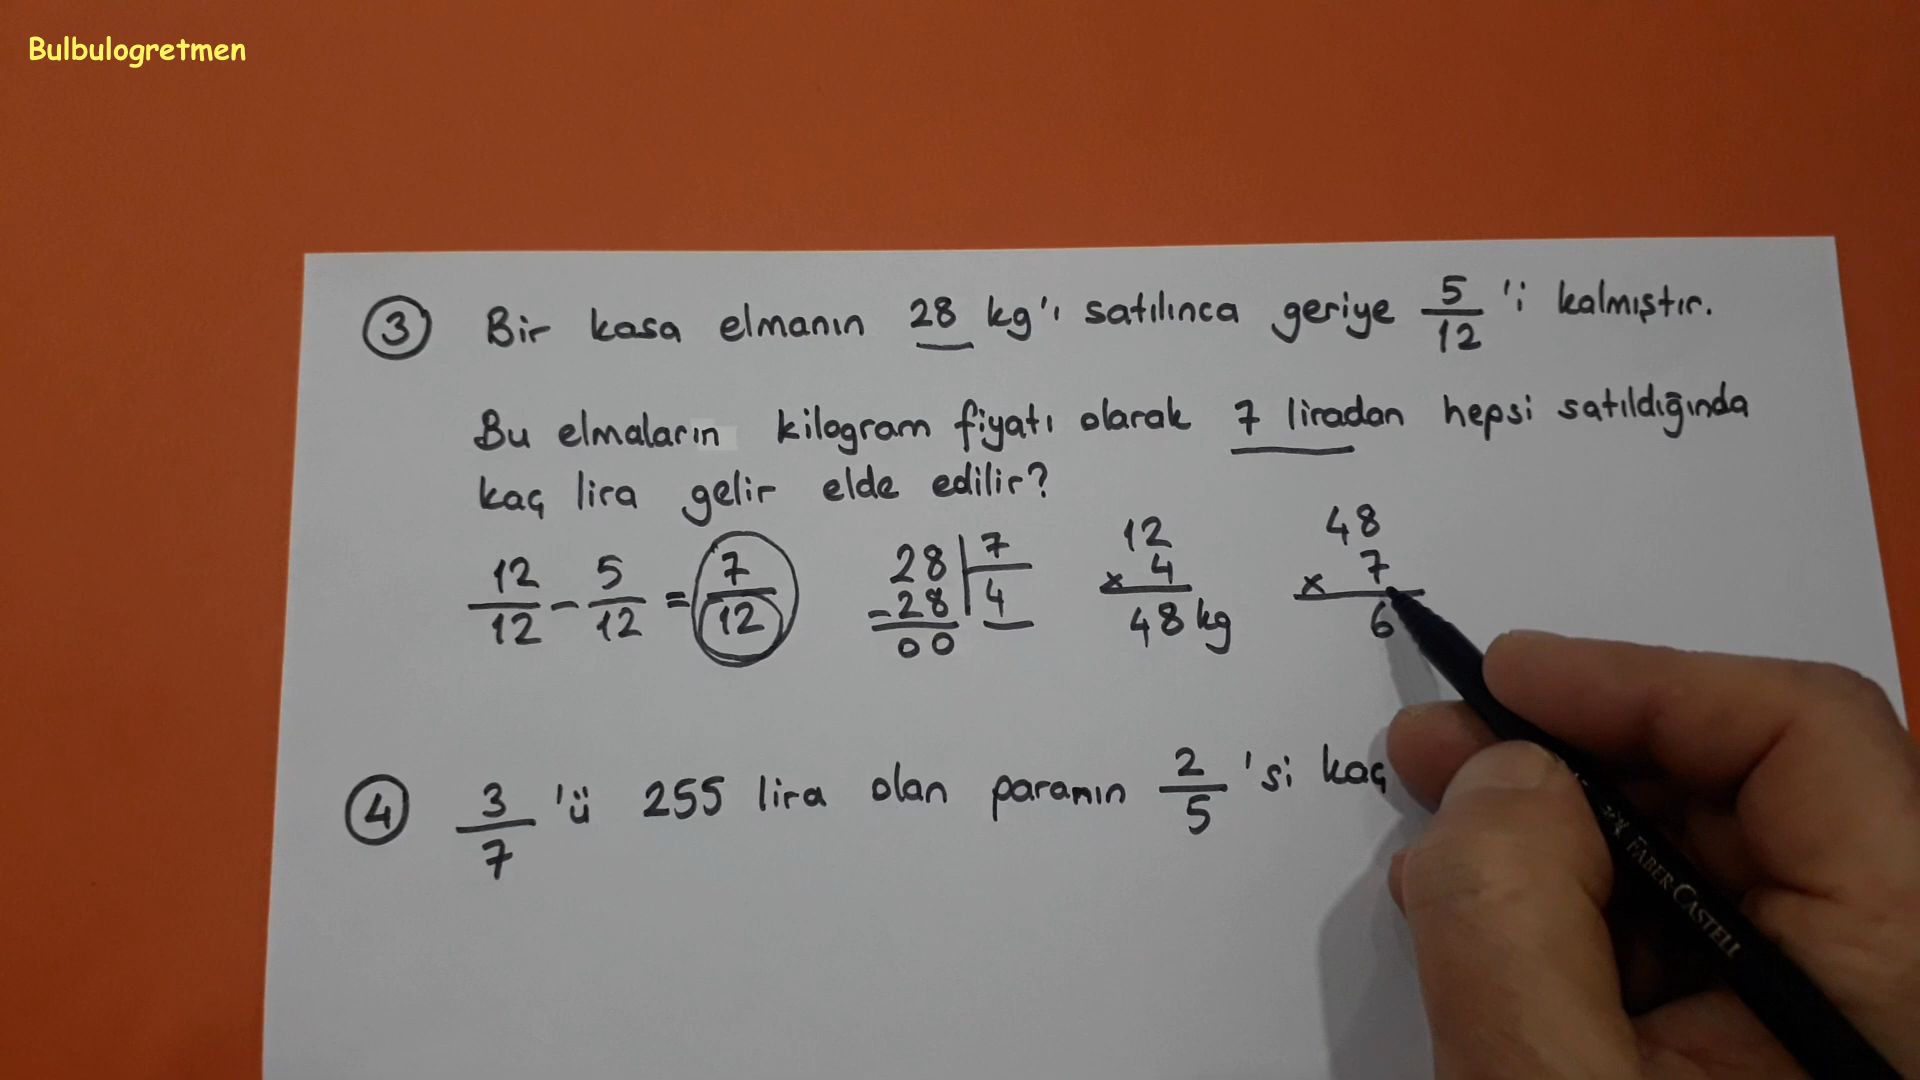 Bulbulogretmen
3 Bir kasa elmanın 28 kg'ı satılınca geriye 5/12 'i kalmıştır.
Bu elmaların kilogram fiyatı olarak 7 liradan hepsi satıldığında
kaç lira gelir elde edilir?
12/12 - 5/12 = 7/12
28 | 7
-28 | 4
00
12
x 4
48 kg
48
x 7
6
4 3/7 'ü 255 lira olan paranın 2/5 'si kaç
FABER-CASTELL